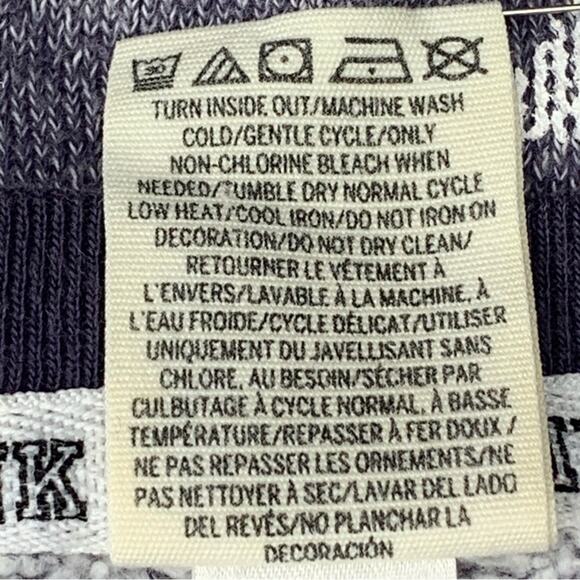 30
TURN INSIDE OUT/MACHINE WASH
COLD/GENTLE CYCLE/ONLY
NON-CHLORINE BLEACH WHEN
NEEDED/TUMBLE DRY NORMAL CYCLE
LOW HEAT/COOL IRON/DO NOT IRON ON
DECORATION/DO NOT DRY CLEAN/
RETOURNER LE VÊTEMENT À
L'ENVERS/LAVABLE À LA MACHINE, À
L'EAU FROIDE/CYCLE DÉLICAT/UTILISER
UNIQUEMENT DU JAVELLISANT SANS
CHLORE, AU BESOIN/SÉCHER PAR
CULBUTAGE À CYCLE NORMAL, À BASSE
TEMPÉRATURE/REPASSER À FER DOUX/
NE PAS REPASSER LES ORNEMENTS/NE
PAS NETTOYER À SEC/LAVAR DEL LADO
DEL REVÉS/NO PLANCHAR LA
DECORACIÓN